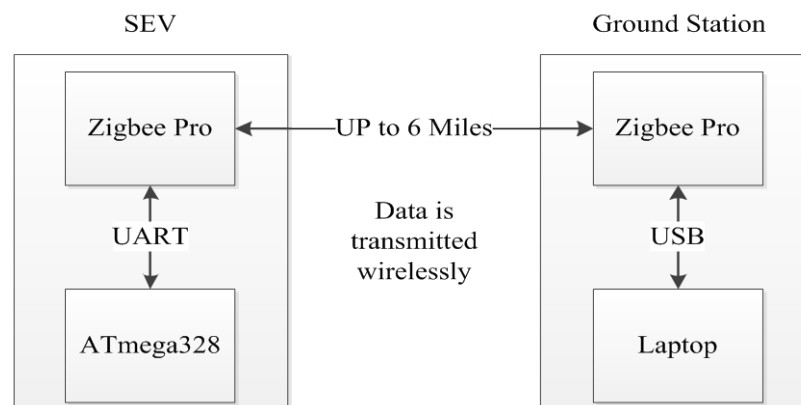 SEV
Ground Station
Zigbee Pro
UP to 6 Miles
Zigbee Pro
UART
Data is
transmitted
wirelessly
USB
ATmega328
Laptop